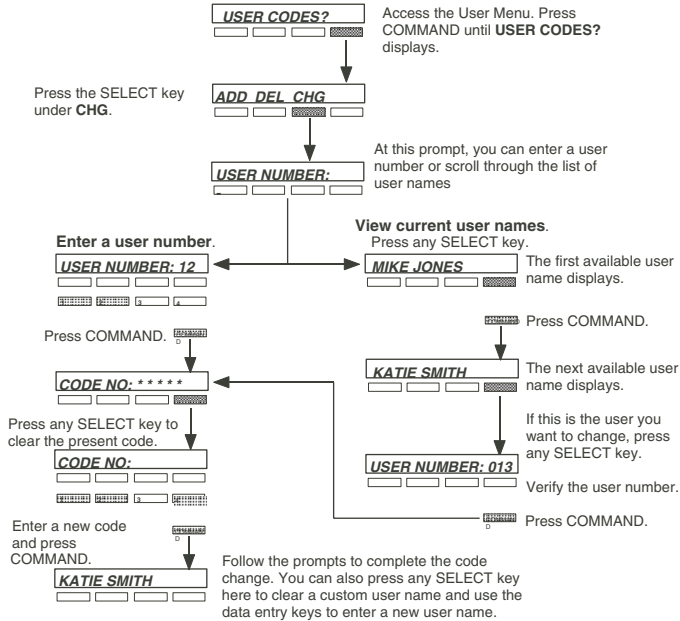 USER CODES?
Access the User Menu. Press
COMMAND until USER CODES?
displays.
Press the SELECT key
under CHG.
ADD DEL CHG
At this prompt, you can enter a user
number or scroll through the list of
user names
USER NUMBER:
Enter a user number.
View current user names.
Press any SELECT key.
USER NUMBER: 12
MIKE JONES
The first available user
name displays.
3 4
Press COMMAND.
D
Press COMMAND.
CODE NO: * * * * *
KATIE SMITH
The next available user
name displays.
Press any SELECT key to
clear the present code.
If this is the user you
want to change, press
any SELECT key.
CODE NO:
USER NUMBER: 013
Verify the user number.
3
Enter a new code
and press
COMMAND.
D
D
Press COMMAND.
KATIE SMITH
Follow the prompts to complete the code
change. You can also press any SELECT key
here to clear a custom user name and use the
data entry keys to enter a new user name.